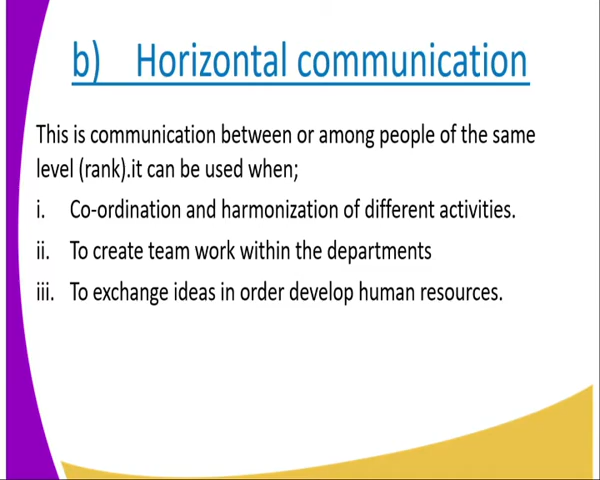 b) Horizontal communication
This is communication between or among people of the same
level (rank).it can be used when;
i. Co-ordination and harmonization of different activities.
ii. To create team work within the departments
iii. To exchange ideas in order develop human resources.